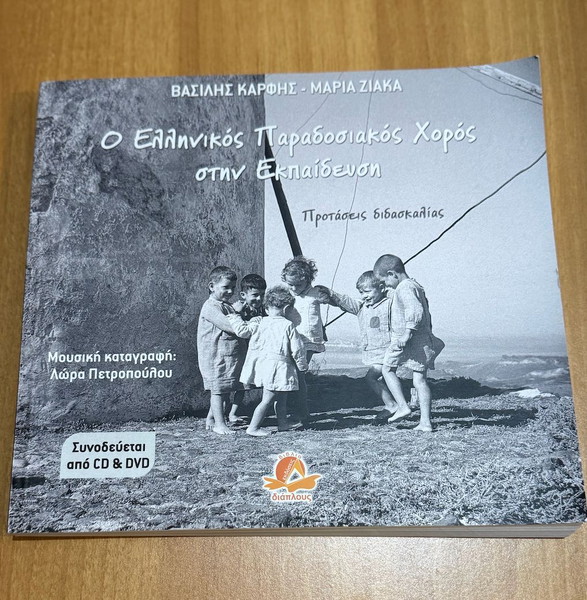 ΒΑΣΙΛΗΣ ΚΑΡΦΗΣ - ΜΑΡΙΑ ΖΙΑΚΑ
Ο Ελληνικός Παραδοσιακός Χορός
στην Εκπαίδευση
Προτάσεις διδασκαλίας
Μουσική καταγραφή:
Λώρα Πετροπούλου
Συνοδεύεται
από CD & DVD
διάπλους